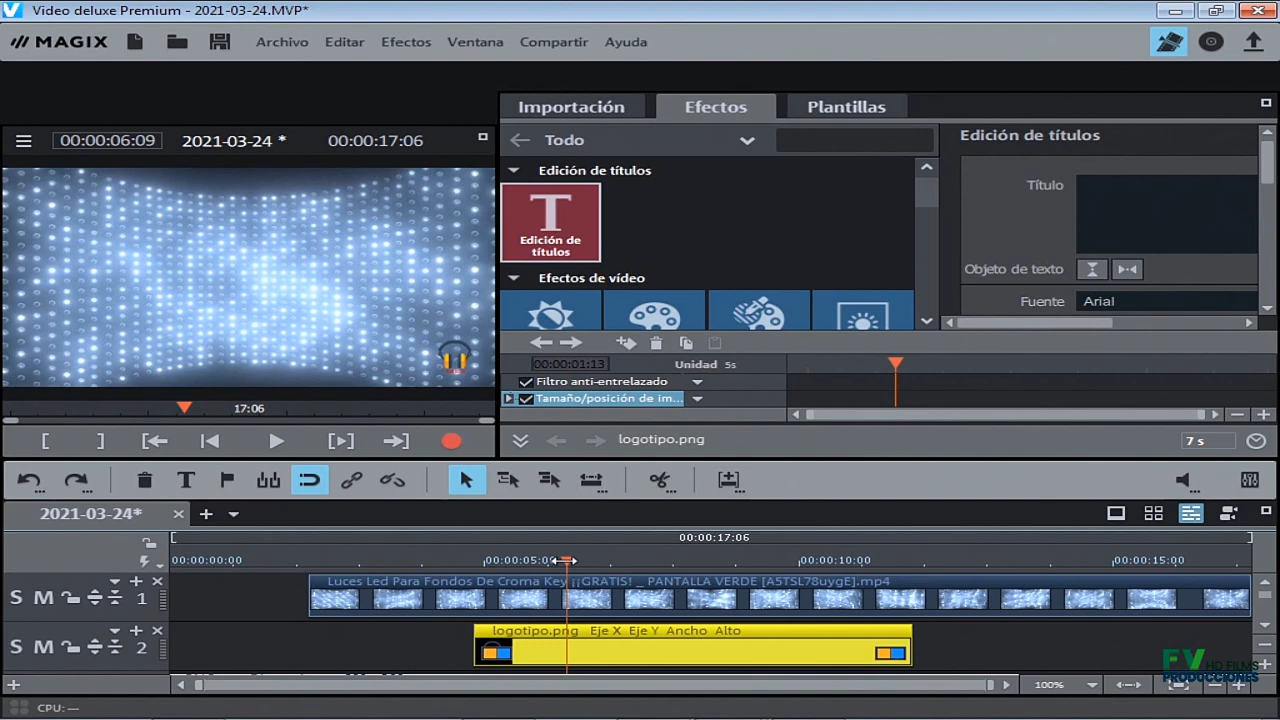 Video deluxe Premium - 2021-03-24.MVP*
MAGIX
Archivo Editar Efectos Ventana Compartir Ayuda
Importación Efectos Plantillas
00:00:06:09 2021-03-24 * 00:00:17:06
Todo
Edición de títulos
Edición de títulos
T
Edición de
títulos
Título
Objeto de texto
Efectos de vídeo
Fuente Arial
00:00:01:13 Unidad 5s
Filtro anti-entrelazado
Tamaño/posición de im...
17:06
logotipo.png 7 s
2021-03-24*
00:00:17:06
00:00:00:00 00:00:10:00 00:00:15:00
Luces Led Para Fondos De Croma Key ¡¡GRATIS! _ PANTALLA VERDE [A5TSL78uygE].mp4
S M 1
logotipo.png Eje X Eje Y Ancho Alto
S M 2
FV HD FILMS
PRODUCCIONES
100%
CPU: —